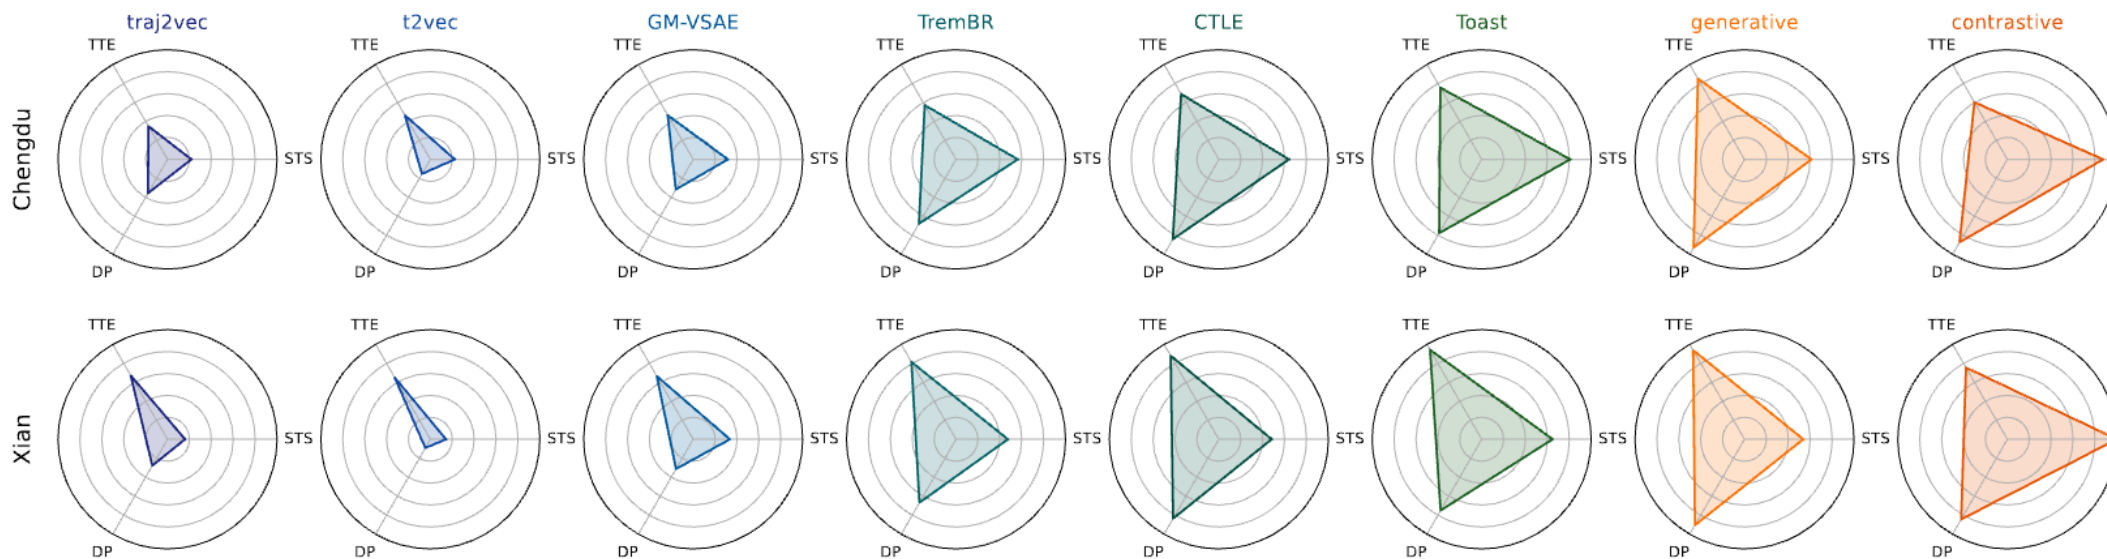 traj2vec t2vec GM-VSAE TremBR CTLE Toast generative contrastive
TTE TTE TTE TTE TTE TTE TTE TTE
Chengdu
STS STS STS STS STS STS STS
DP DP DP DP DP DP DP DP
TTE TTE TTE TTE TTE TTE TTE TTE
Xian
STS STS STS STS STS STS STS
DP DP DP DP DP DP DP DP